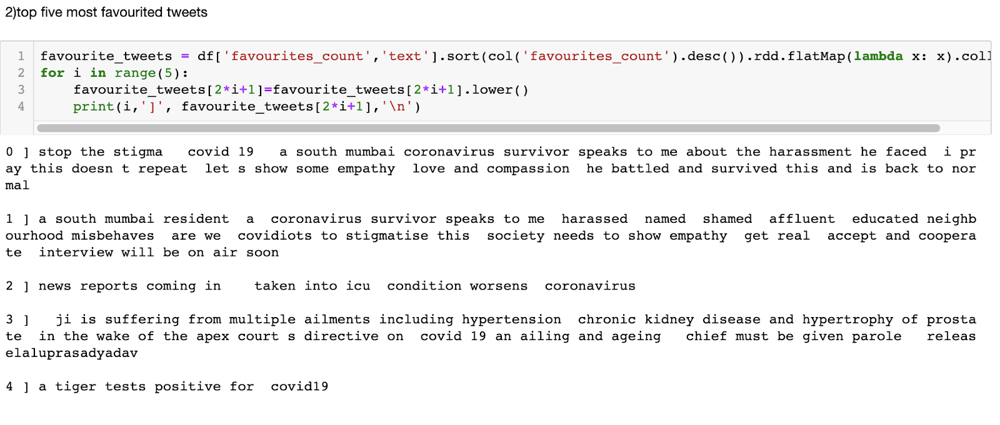 2)top five most favourited tweets
1 favourite_tweets = df['favourites_count','text'].sort(col('favourites_count').desc()).rdd.flatMap(lambda x: x).coll
2 for i in range(5):
3     favourite_tweets[2*i+1]=favourite_tweets[2*i+1].lower()
4     print(i,']', favourite_tweets[2*i+1],'\n')
0 ] stop the stigma   covid 19   a south mumbai coronavirus survivor speaks to me about the harassment he faced  i pr
ay this doesn t repeat  let s show some empathy  love and compassion  he battled and survived this and is back to nor
mal
1 ] a south mumbai resident  a  coronavirus survivor speaks to me  harassed  named  shamed  affluent  educated neighb
ourhood misbehaves  are we  covidiots to stigmatise this  society needs to show empathy  get real  accept and coopera
te  interview will be on air soon
2 ] news reports coming in    taken into icu  condition worsens  coronavirus
3 ]   ji is suffering from multiple ailments including hypertension  chronic kidney disease and hypertrophy of prosta
te  in the wake of the apex court s directive on  covid 19 an ailing and ageing   chief must be given parole   releas
elaluprasadyadav
4 ] a tiger tests positive for  covid19